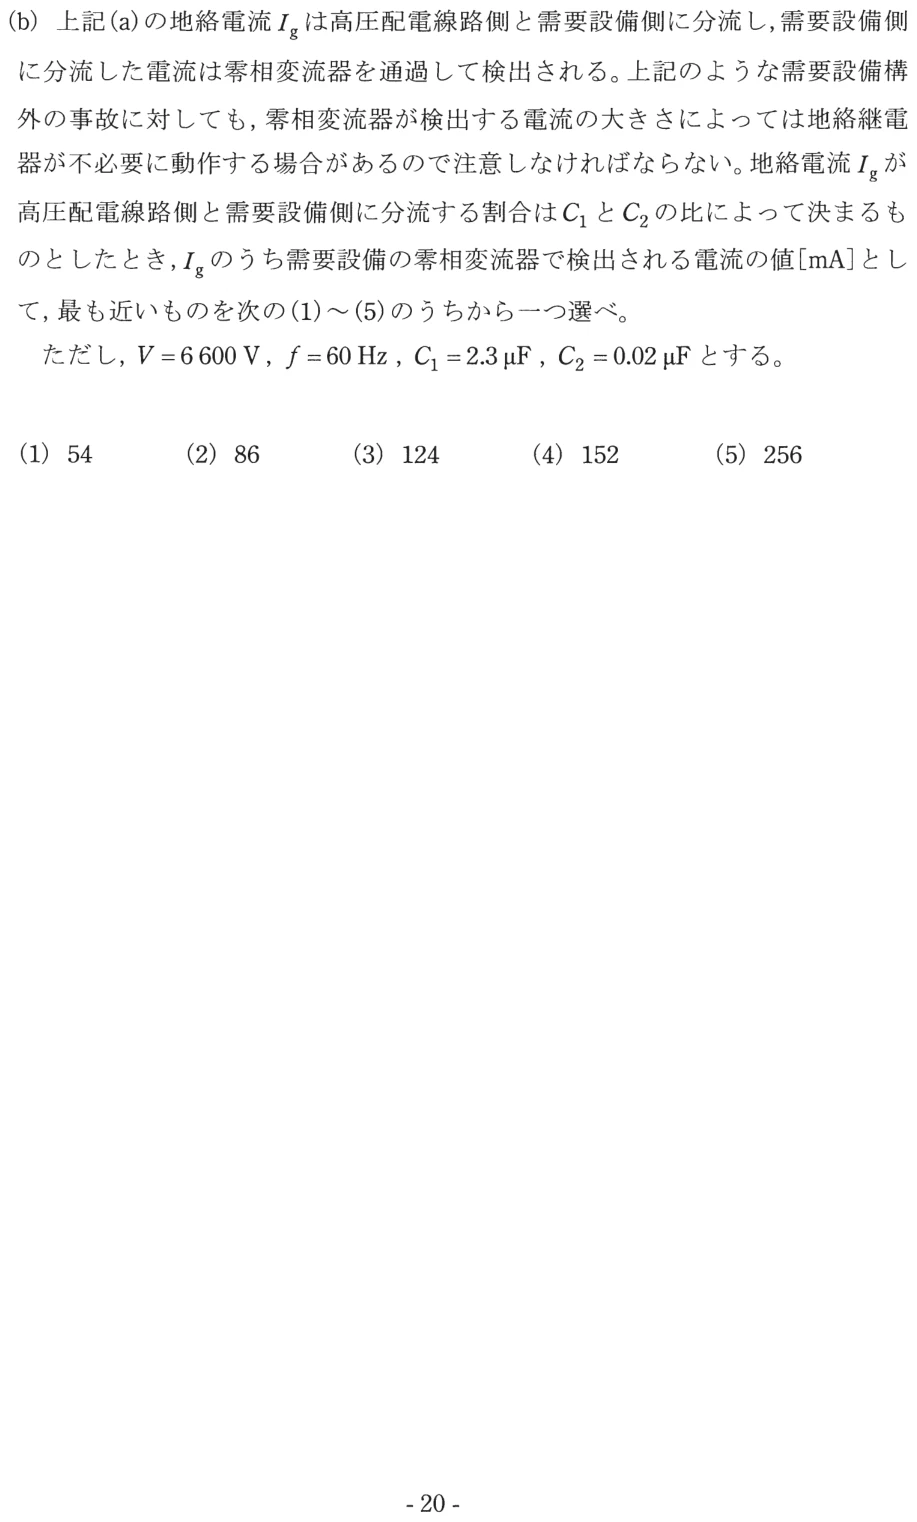 (b) 上記(a)の地絡電流 Ig は高圧配電線路側と需要設備側に分流し,需要設備側
に分流した電流は零相変流器を通過して検出される。上記のような需要設備構
外の事故に対しても,零相変流器が検出する電流の大きさによっては地絡継電
器が不必要に動作する場合があるので注意しなければならない。地絡電流 Ig が
高圧配電線路側と需要設備側に分流する割合は C1 と C2 の比によって決まるも
のとしたとき, Ig のうち需要設備の零相変流器で検出される電流の値[mA]とし
て,最も近いものを次の(1)～(5)のうちから一つ選べ。
ただし, V = 6 600 V , f = 60 Hz , C1 = 2.3 μF , C2 = 0.02 μF とする。
(1) 54 (2) 86 (3) 124 (4) 152 (5) 256
- 20 -